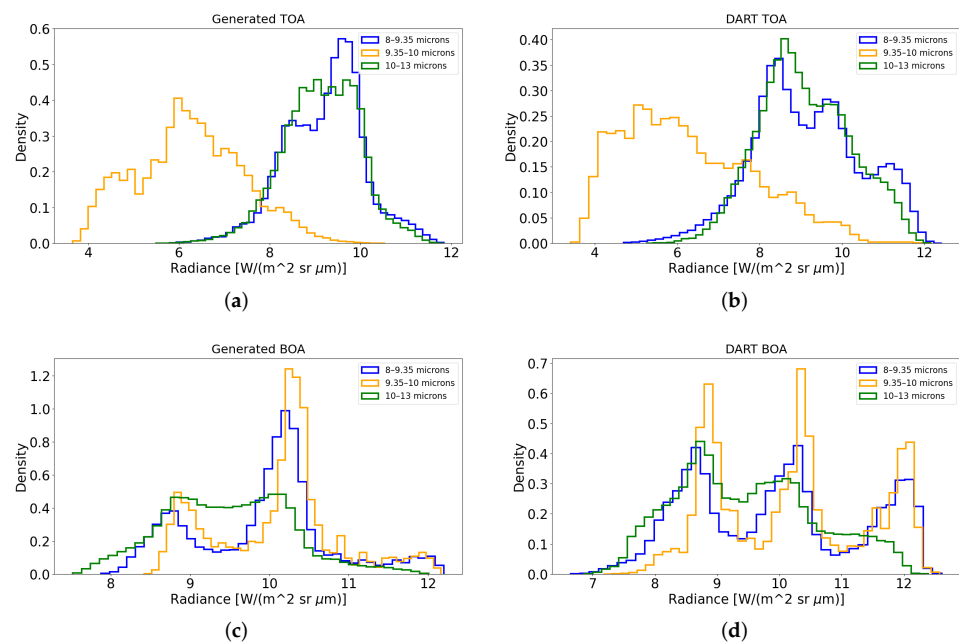 Generated TOA
0.6
0.5
0.4
0.3
0.2
0.1
0.0
Density
4 6 8 10 12
Radiance [W/(m^2 sr μm)]
8–9.35 microns
9.35–10 microns
10–13 microns
(a)
DART TOA
0.40
0.35
0.30
0.25
0.20
0.15
0.10
0.05
0.00
Density
4 6 8 10 12
Radiance [W/(m^2 sr μm)]
8–9.35 microns
9.35–10 microns
10–13 microns
(b)
Generated BOA
1.2
1.0
0.8
0.6
0.4
0.2
0.0
Density
8 9 10 11 12
Radiance [W/(m^2 sr μm)]
8–9.35 microns
9.35–10 microns
10–13 microns
(c)
DART BOA
0.7
0.6
0.5
0.4
0.3
0.2
0.1
0.0
Density
7 8 9 10 11 12
Radiance [W/(m^2 sr μm)]
8–9.35 microns
9.35–10 microns
10–13 microns
(d)